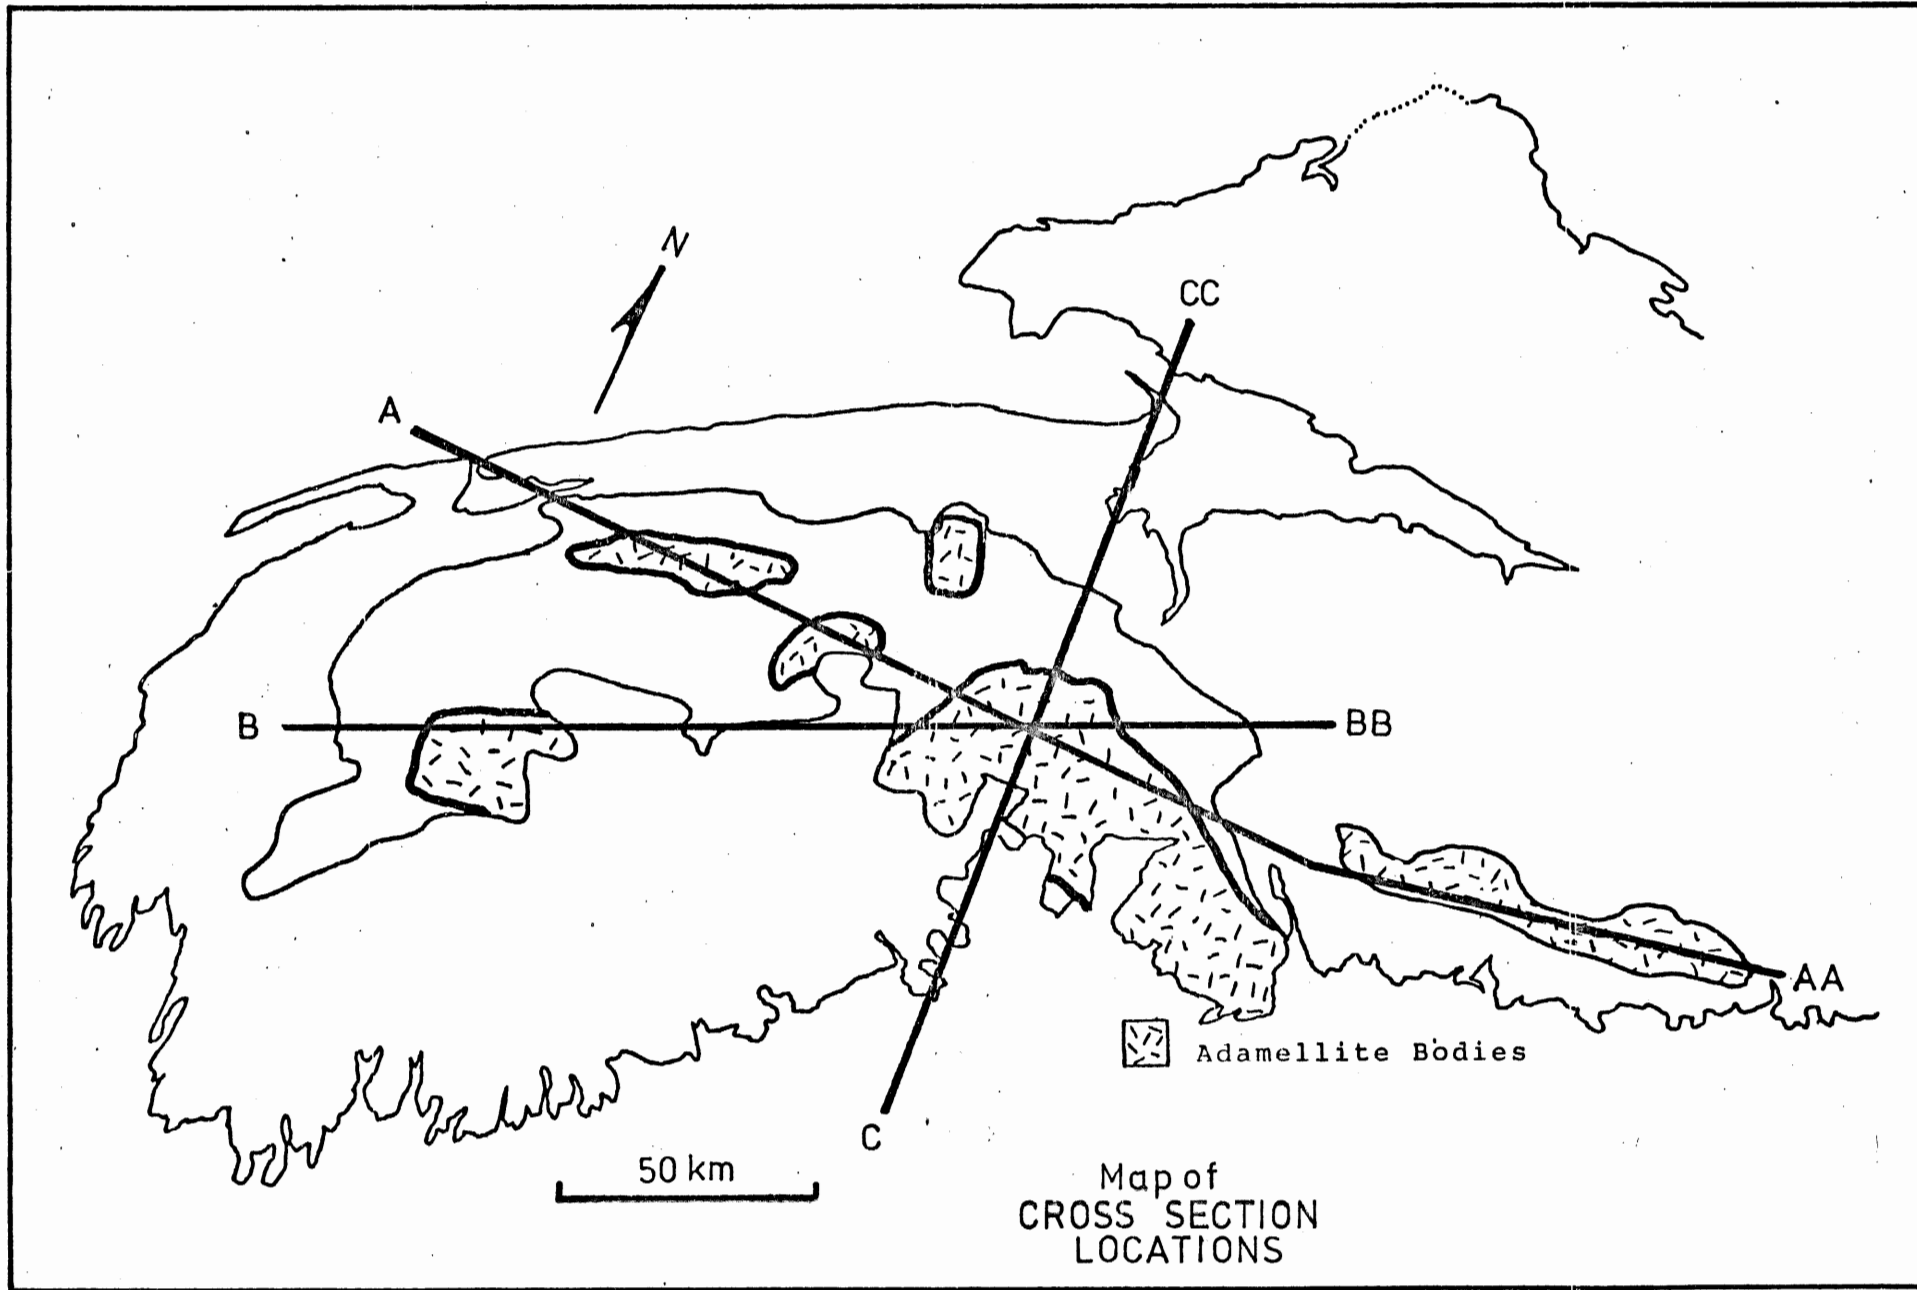 N
CC
A
B
BB
AA
Adamellite Bodies
C
50 km
Map of
CROSS SECTION
LOCATIONS